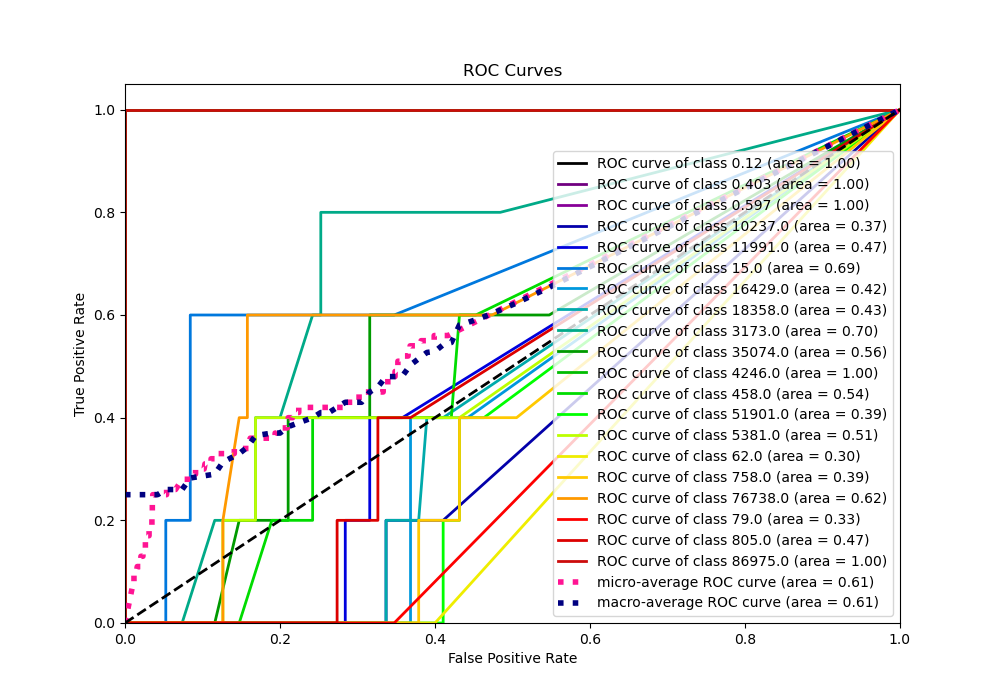 ROC Curves
True Positive Rate
1.0
0.8
0.6
0.4
0.2
0.0
ROC curve of class 0.12 (area = 1.00)
ROC curve of class 0.403 (area = 1.00)
ROC curve of class 0.597 (area = 1.00)
ROC curve of class 10237.0 (area = 0.37)
ROC curve of class 11991.0 (area = 0.47)
ROC curve of class 15.0 (area = 0.69)
ROC curve of class 16429.0 (area = 0.42)
ROC curve of class 18358.0 (area = 0.43)
ROC curve of class 3173.0 (area = 0.70)
ROC curve of class 35074.0 (area = 0.56)
ROC curve of class 4246.0 (area = 1.00)
ROC curve of class 458.0 (area = 0.54)
ROC curve of class 51901.0 (area = 0.39)
ROC curve of class 5381.0 (area = 0.51)
ROC curve of class 62.0 (area = 0.30)
ROC curve of class 758.0 (area = 0.39)
ROC curve of class 76738.0 (area = 0.62)
ROC curve of class 79.0 (area = 0.33)
ROC curve of class 805.0 (area = 0.47)
ROC curve of class 86975.0 (area = 1.00)
micro-average ROC curve (area = 0.61)
macro-average ROC curve (area = 0.61)
0.0 0.2 0.4 0.6 0.8 1.0
False Positive Rate